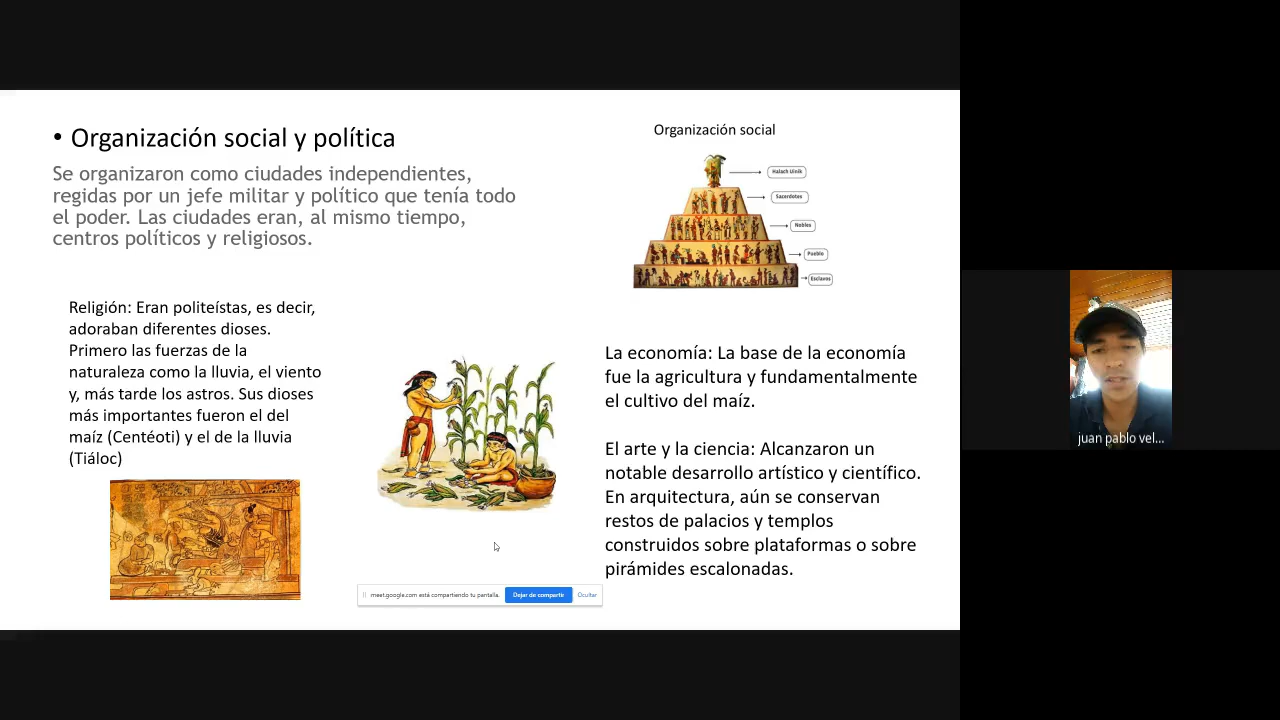 • Organización social y política
Se organizaron como ciudades independientes,
regidas por un jefe militar y político que tenía todo
el poder. Las ciudades eran, al mismo tiempo,
centros políticos y religiosos.
Organización social
Halach Uinik
Sacerdotes
Nobles
Pueblo
Esclavos
Religión: Eran politeístas, es decir,
adoraban diferentes dioses.
Primero las fuerzas de la
naturaleza como la lluvia, el viento
y, más tarde los astros. Sus dioses
más importantes fueron el del
maíz (Centéoti) y el de la lluvia
(Tiáloc)
La economía: La base de la economía
fue la agricultura y fundamentalmente
el cultivo del maíz.
El arte y la ciencia: Alcanzaron un
notable desarrollo artístico y científico.
En arquitectura, aún se conservan
restos de palacios y templos
construidos sobre plataformas o sobre
pirámides escalonadas.
meet.google.com está compartiendo tu pantalla.
Dejar de compartir
Ocultar
juan pablo vel...